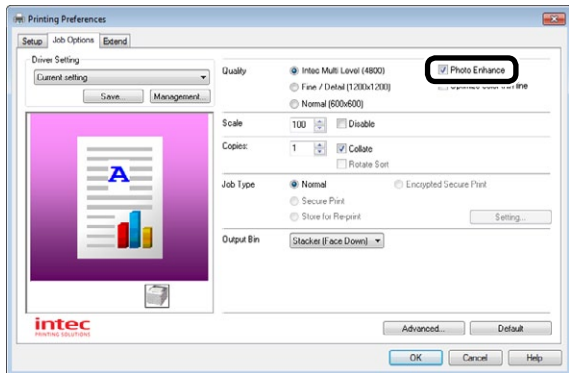 Printing Preferences
Setup Job Options Extend
Driver Setting
Current setting
Save... Management...
A
intec
PRINTING SOLUTIONS
Quality Intec Multi Level (4800) Photo Enhance
Fine / Detail (1200x1200)
Normal (600x600)
Scale 100 Disable
Copies: 1 Collate
Rotate Sort
Job Type Normal Encrypted Secure Print
Secure Print
Store for Re-print Setting...
Output Bin Stacker (Face Down)
Advanced... Default
OK Cancel Help